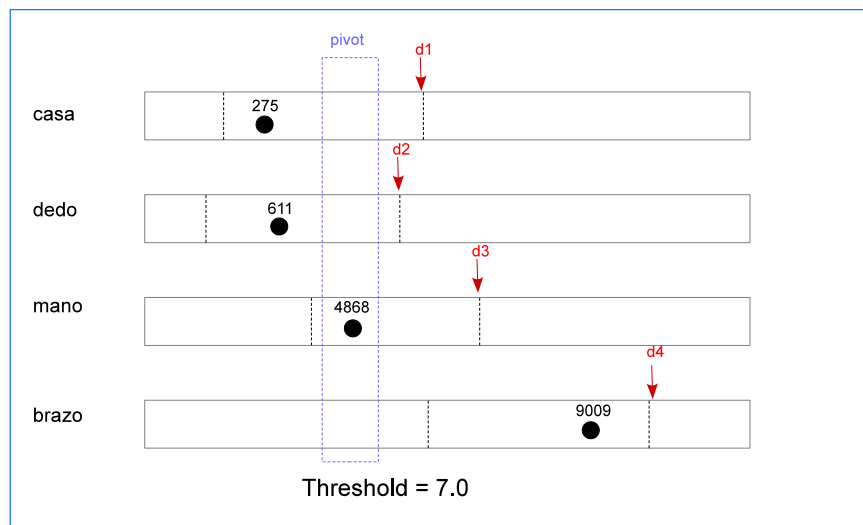 pivot
d1
casa
275
d2
dedo
611
d3
mano
4868
d4
brazo
9009
Threshold = 7.0